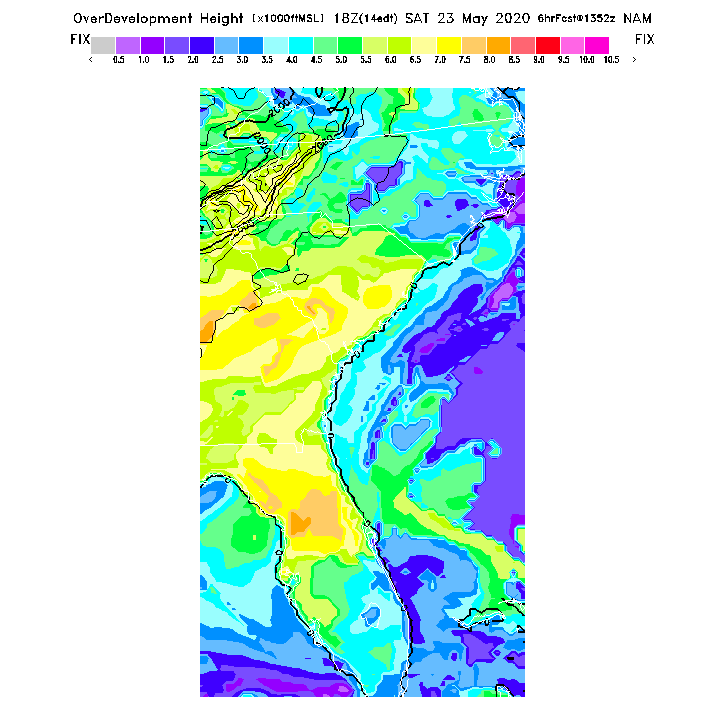 OverDevelopment Height [x1000ftMSL] 18Z(14edt) SAT 23 May 2020 6hrFcst@1352z NAM
FIX FIX
< 0.5 1.0 1.5 2.0 2.5 3.0 3.5 4.0 4.5 5.0 5.5 6.0 6.5 7.0 7.5 8.0 8.5 9.0 9.5 10.0 10.5 >
2000